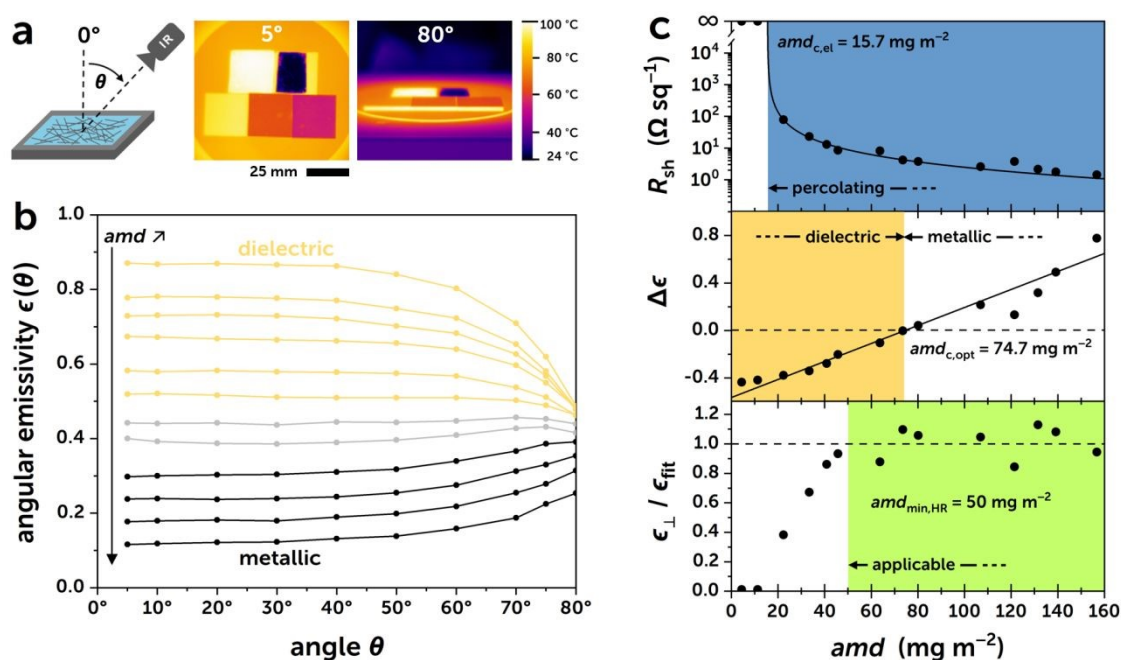 a
0°
θ
IR
5°
80°
25 mm
100 °C
80 °C
60 °C
40 °C
24 °C
b
angular emissivity ϵ(θ)
1.0
0.8
0.6
0.4
0.2
0.0
amd ↗
dielectric
metallic
0° 10° 20° 30° 40° 50° 60° 70° 80°
angle θ
c
R_sh (Ω sq⁻¹)
∞
10⁴
10³
10²
10¹
10⁰
amd_c,el = 15.7 mg m⁻²
percolating
Δϵ
0.8
0.4
0.0
-0.4
dielectric metallic
amd_c,opt = 74.7 mg m⁻²
ϵ⊥ / ϵ_fit
1.2
1.0
0.8
0.6
0.4
0.2
0.0
amd_min,HR = 50 mg m⁻²
applicable
0 20 40 60 80 100 120 140 160
amd (mg m⁻²)